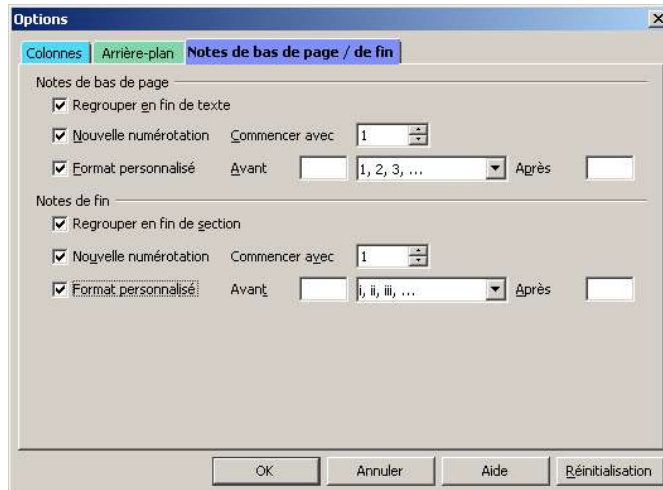 Options
Colonnes Arrière-plan Notes de bas de page / de fin
Notes de bas de page
Regrouper en fin de texte
Nouvelle numérotation Commencer avec 1
Format personnalisé Avant 1, 2, 3, ... Après
Notes de fin
Regrouper en fin de section
Nouvelle numérotation Commencer avec 1
Format personnalisé Avant i, ii, iii, ... Après
OK Annuler Aide Réinitialisation